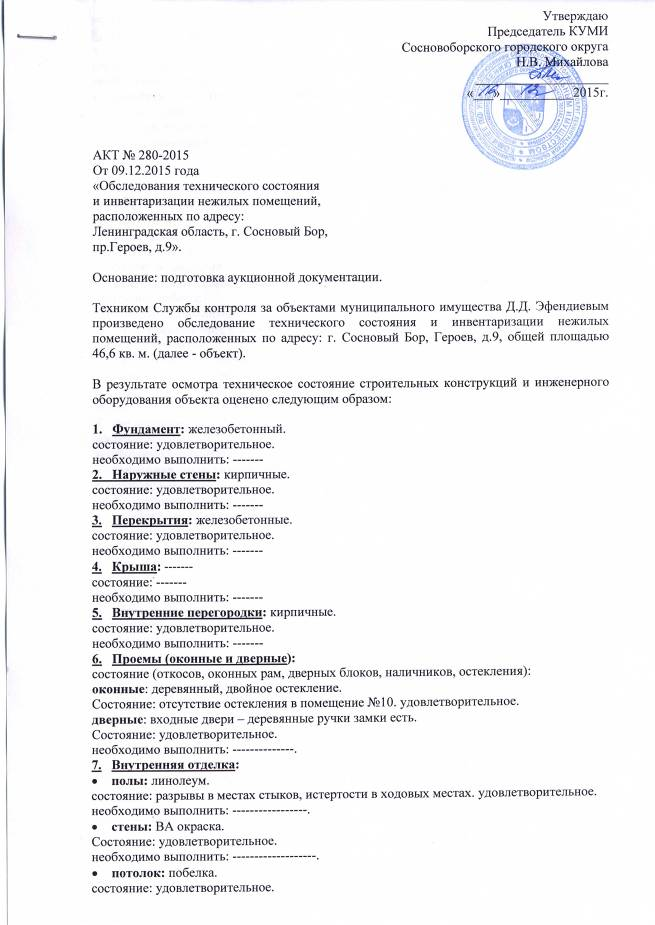 Утверждаю
Председатель КУМИ
Сосновоборского городского округа
Н.В. Михайлова
«16» 12 2015г.
АКТ № 280-2015
От 09.12.2015 года
«Обследования технического состояния
и инвентаризации нежилых помещений,
расположенных по адресу:
Ленинградская область, г. Сосновый Бор,
пр.Героев, д.9».
Основание: подготовка аукционной документации.
Техником Службы контроля за объектами муниципального имущества Д.Д. Эфендиевым
произведено обследование технического состояния и инвентаризации нежилых
помещений, расположенных по адресу: г. Сосновый Бор, Героев, д.9, общей площадью
46,6 кв. м. (далее - объект).
В результате осмотра техническое состояние строительных конструкций и инженерного
оборудования объекта оценено следующим образом:
1. Фундамент: железобетонный.
состояние: удовлетворительное.
необходимо выполнить: -------
2. Наружные стены: кирпичные.
состояние: удовлетворительное.
необходимо выполнить: -------
3. Перекрытия: железобетонные.
состояние: удовлетворительное.
необходимо выполнить: -------
4. Крыша: -------
состояние: -------
необходимо выполнить: -------
5. Внутренние перегородки: кирпичные.
состояние: удовлетворительное.
необходимо выполнить: -------
6. Проемы (оконные и дверные):
состояние (откосов, оконных рам, дверных блоков, наличников, остекления):
оконные: деревянный, двойное остекление.
Состояние: отсутствие остекления в помещение №10. удовлетворительное.
дверные: входные двери – деревянные ручки замки есть.
Состояние: удовлетворительное.
необходимо выполнить: --------------.
7. Внутренняя отделка:
• полы: линолеум.
состояние: разрывы в местах стыков, истертости в ходовых местах. удовлетворительное.
необходимо выполнить: -----------------.
• стены: ВА окраска.
Состояние: удовлетворительное.
необходимо выполнить: -------------------.
• потолок: побелка.
состояние: удовлетворительное.